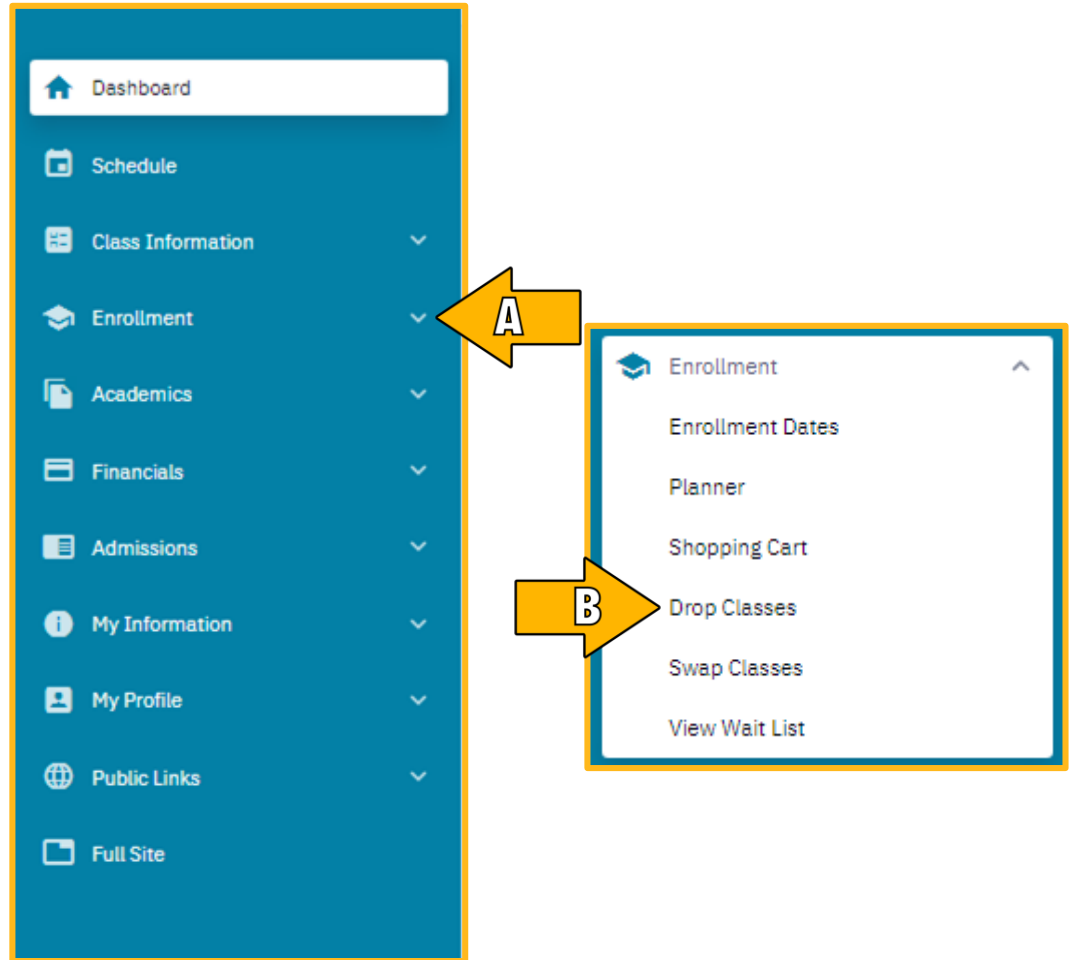 Dashboard
Schedule
Class Information
Enrollment
A
Academics
Financials
Admissions
My Information
My Profile
Public Links
Full Site
Enrollment
Enrollment Dates
Planner
Shopping Cart
B
Drop Classes
Swap Classes
View Wait List